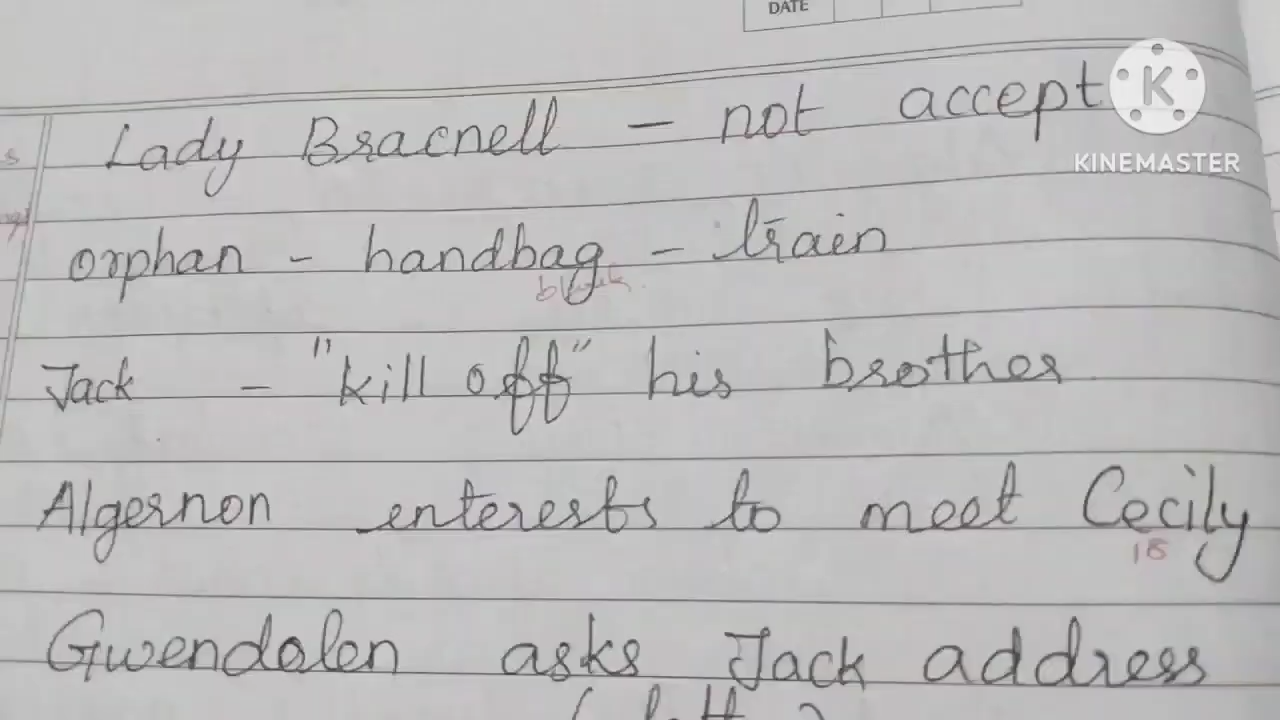 DATE
Lady Bracnell - not accept
KINEMASTER
orphan - handbag - train
black
Jack - "kill off" his brother
Algernon enterests to meet Cecily
18
Gwendolen asks Jack address